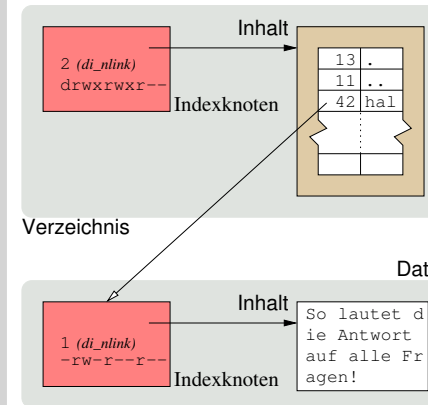 Inhalt
2 (di_nlink)
drwxrwxr--
Indexknoten
13 .
11 ..
42 hal
Verzeichnis
Dat
Inhalt
1 (di_nlink)
-rw-r--r--
Indexknoten
So lautet d
ie Antwort
auf alle Fr
agen!